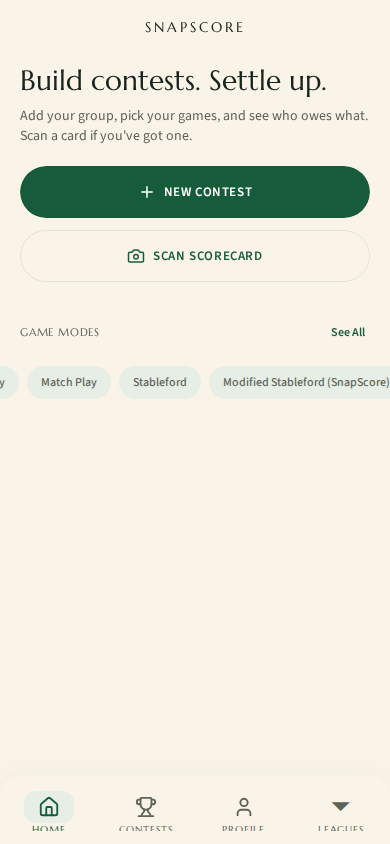 SNAPSCORE
Build contests. Settle up.
Add your group, pick your games, and see who owes what.
Scan a card if you've got one.
NEW CONTEST
SCAN SCORECARD
GAME MODES
See All
y
Match Play
Stableford
Modified Stableford (SnapScore)
HOME
CONTESTS
PROFILE
LEAGUES